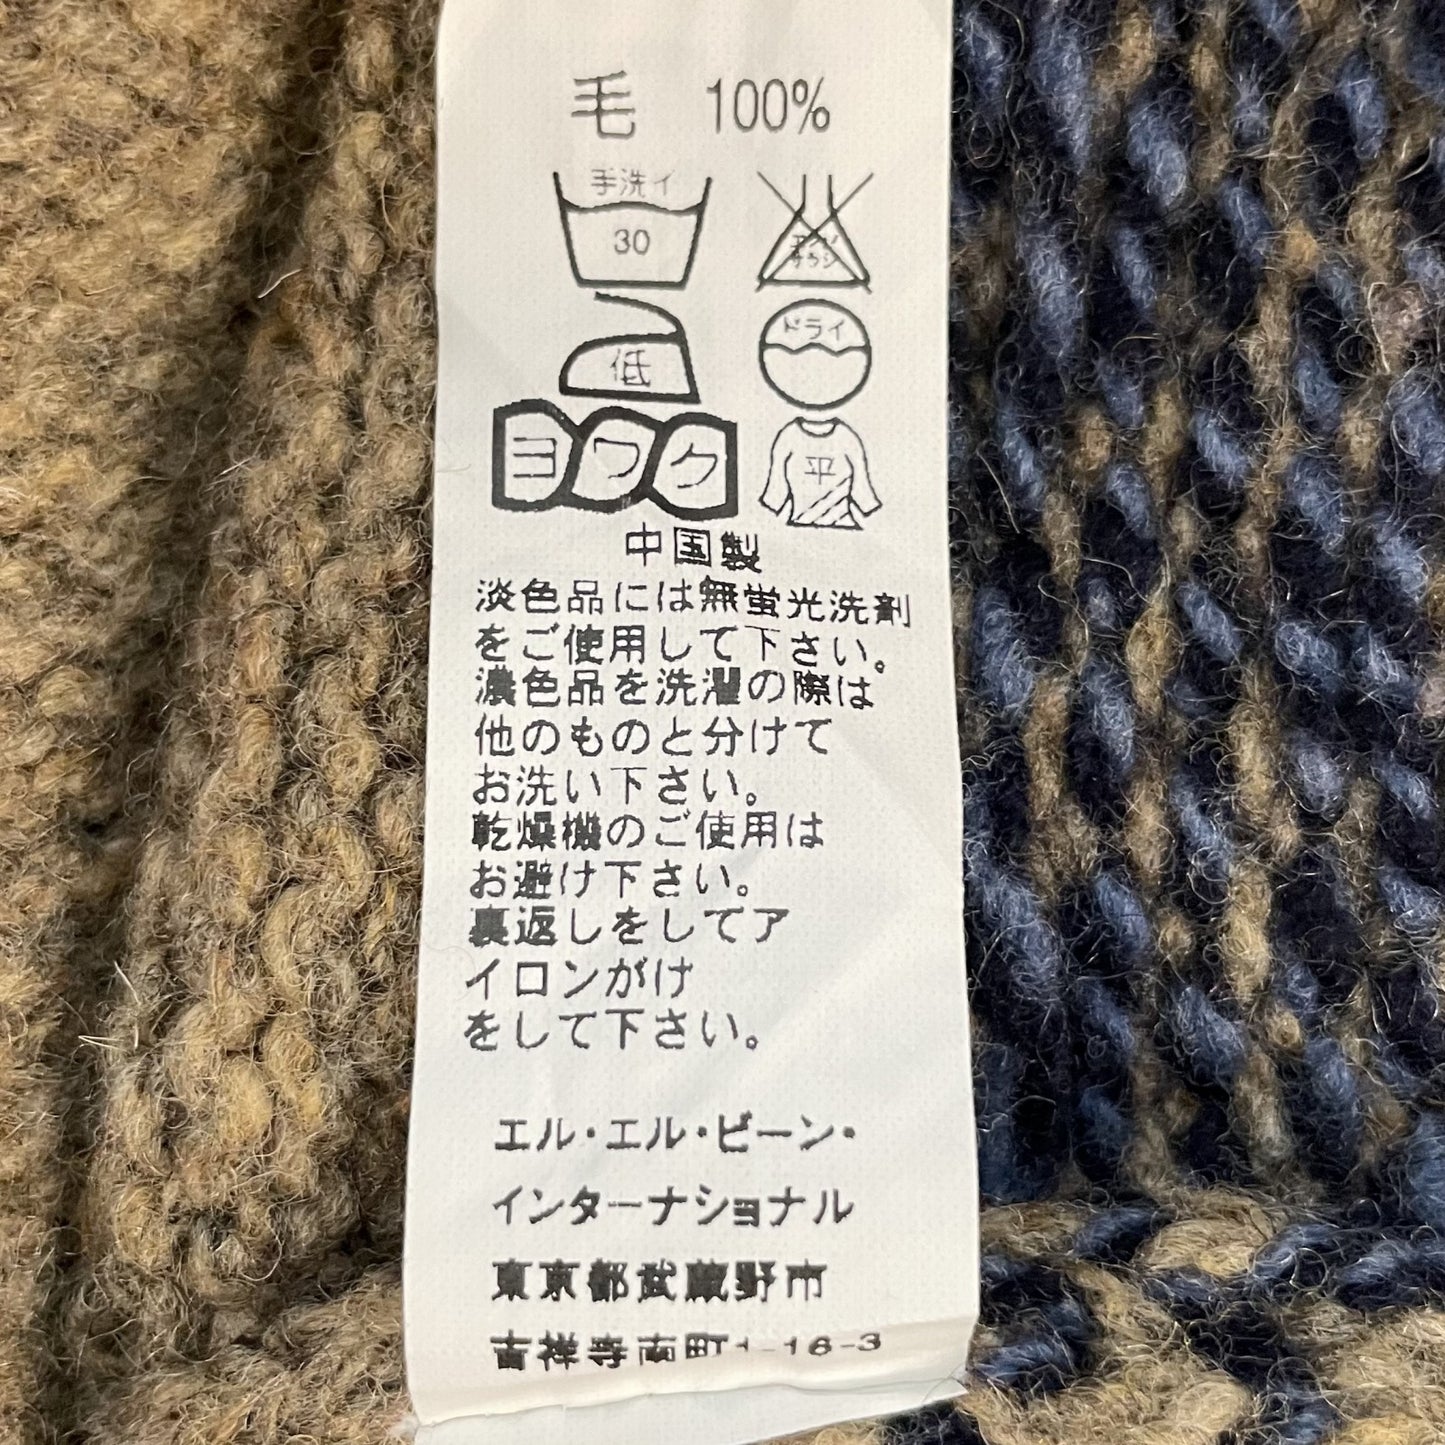 毛 100%
手洗イ
30
エンソ
サラシ
低
ドライ
ヨワク
平
中国製
淡色品には無蛍光洗剤
をご使用して下さい。
濃色品を洗濯の際は
他のものと分けて
お洗い下さい。
乾燥機のご使用は
お避け下さい。
裏返しをしてア
イロンがけ
をして下さい。
エル・エル・ビーン・
インターナショナル
東京都武蔵野市
吉祥寺南町1-16-3